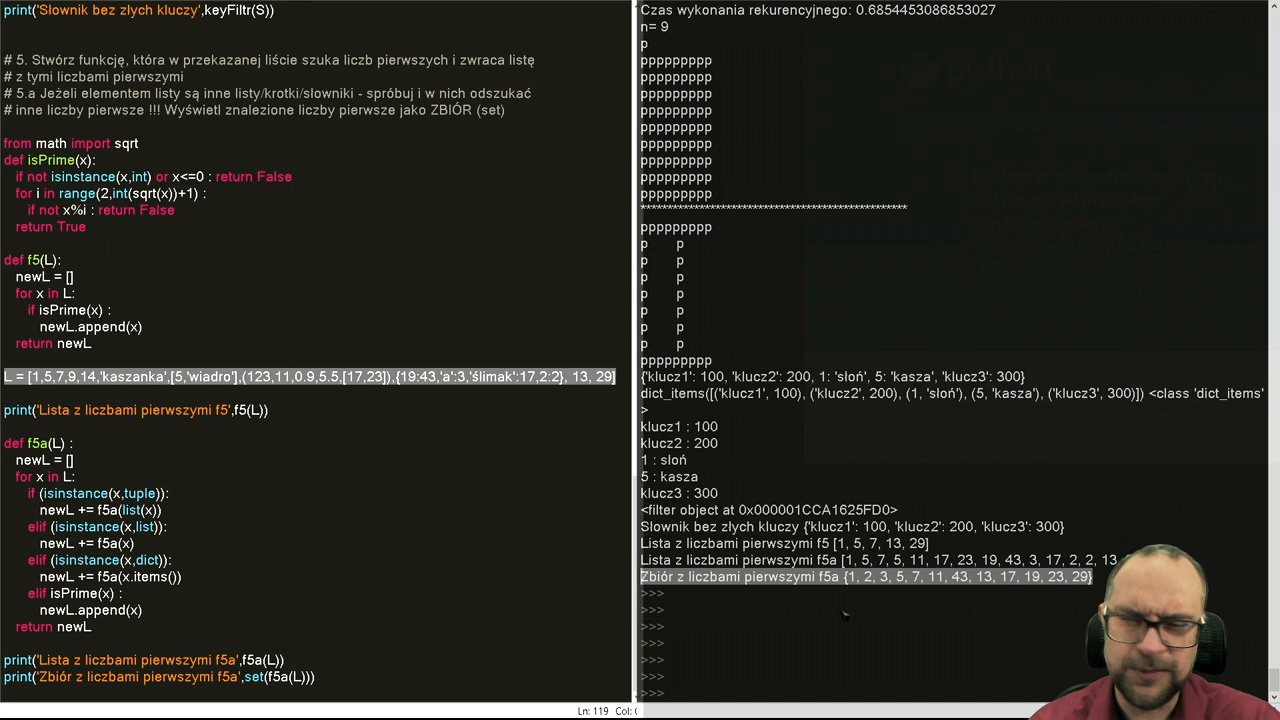 print('Slownik bez złych kluczy',keyFiltr(S))
# 5. Stwórz funkcję, która w przekazanej liście szuka liczb pierwszych i zwraca listę
# z tymi liczbami pierwszymi
# 5.a Jeżeli elementem listy są inne listy/krotki/słowniki - spróbuj i w nich odszukać
# inne liczby pierwsze !!! Wyświetl znalezione liczby pierwsze jako ZBIÓR (set)
from math import sqrt
def isPrime(x):
if not isinstance(x,int) or x<=0 : return False
for i in range(2,int(sqrt(x))+1) :
if not x%i : return False
return True
def f5(L):
newL = []
for x in L:
if isPrime(x) :
newL.append(x)
return newL
L = [1,5,7,9,14,'kaszanka',[5,'wiadro'],(123,11,0.9,5.5,[17,23]),{19:43,'a':3,'ślimak':17,2:2}, 13, 29]
print('Lista z liczbami pierwszymi f5',f5(L))
def f5a(L) :
newL = []
for x in L:
if (isinstance(x,tuple)):
newL += f5a(list(x))
elif (isinstance(x,list)):
newL += f5a(x)
elif (isinstance(x,dict)):
newL += f5a(x.items())
elif isPrime(x) :
newL.append(x)
return newL
print('Lista z liczbami pierwszymi f5a',f5a(L))
print('Zbiór z liczbami pierwszymi f5a',set(f5a(L)))
Ln: 119 Col:
Czas wykonania rekurencyjnego: 0.6854453086853027
n= 9
p
ppppppppp
ppppppppp
ppppppppp
ppppppppp
ppppppppp
ppppppppp
ppppppppp
ppppppppp
ppppppppp
**************************************************
ppppppppp
p p
p p
p p
p p
p p
p p
p p
ppppppppp
{'klucz1': 100, 'klucz2': 200, 1: 'słoń', 5: 'kasza', 'klucz3': 300}
dict_items([('klucz1', 100), ('klucz2', 200), (1, 'słoń'), (5, 'kasza'), ('klucz3', 300)]) <class 'dict_items'
>
klucz1 : 100
klucz2 : 200
1 : słoń
5 : kasza
klucz3 : 300
<filter object at 0x000001CCA1625FD0>
Slownik bez złych kluczy {'klucz1': 100, 'klucz2': 200, 'klucz3': 300}
Lista z liczbami pierwszymi f5 [1, 5, 7, 13, 29]
Lista z liczbami pierwszymi f5a [1, 5, 7, 5, 11, 17, 23, 19, 43, 3, 17, 2, 2, 13,
Zbiór z liczbami pierwszymi f5a {1, 2, 3, 5, 7, 11, 43, 13, 17, 19, 23, 29}
>>>
>>>
>>>
>>>
>>>
>>>
>>>